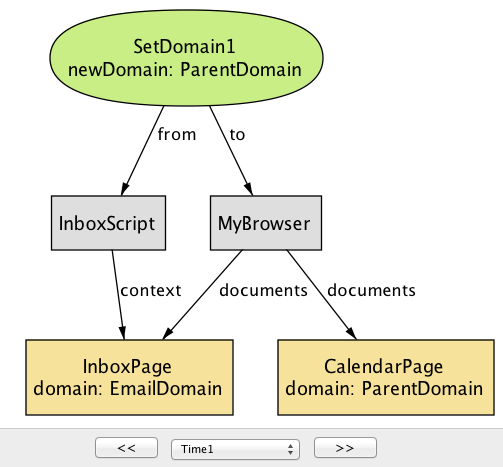 SetDomain1
newDomain: ParentDomain
from
to
InboxScript
MyBrowser
context
documents
documents
InboxPage
domain: EmailDomain
CalendarPage
domain: ParentDomain
<<
Time1
>>